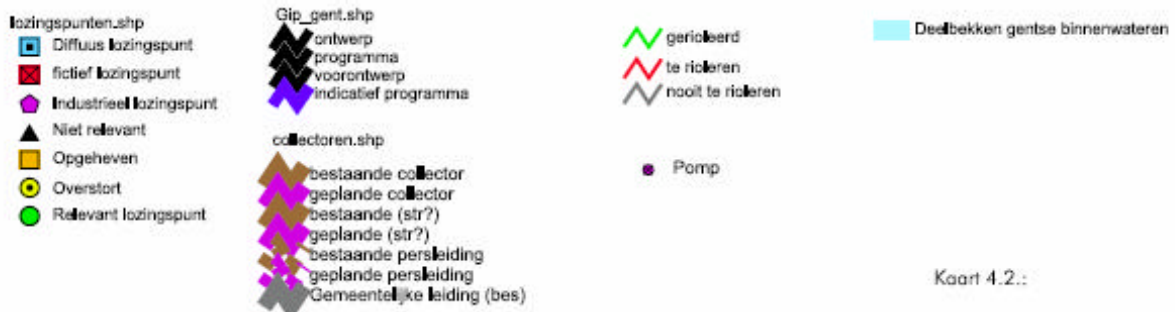 lozingspunten.shp
Diffuus lozingspunt
fictief lozingspunt
Industrieel lozingspunt
Niet relevant
Opgeheven
Overstort
Relevant lozingspunt
Gip_gent.shp
ontwerp
programma
voorontwerp
indicatief programma
collectoren.shp
bestaande collector
geplande collector
bestaande (str?)
geplande (str?)
bestaande persleiding
geplande persleiding
Gemeentelijke leiding (bes)
gerioleerd
te rioleren
nooit te rioleren
Pomp
Deelbekken gentse binnenwateren
Kaart 4.2.: